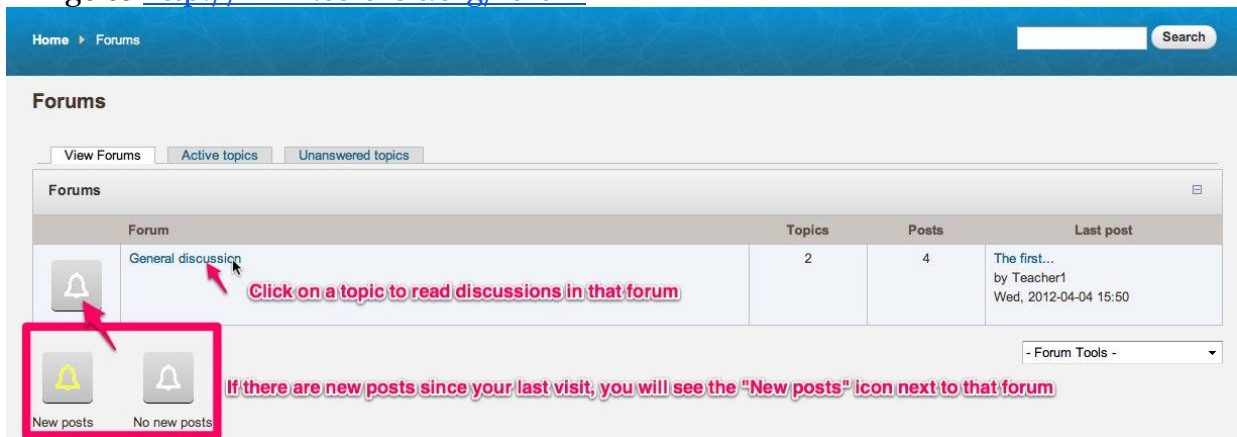 go to
Home ▸ Forums
Search
Forums
View Forums Active topics Unanswered topics
Forums
Forum Topics Posts Last post
General discussion 2 4 The first...
by Teacher1
Click on a topic to read discussions in that forum
Wed, 2012-04-04 15:50
- Forum Tools -
If there are new posts since your last visit, you will see the "New posts" icon next to that forum
New posts No new posts